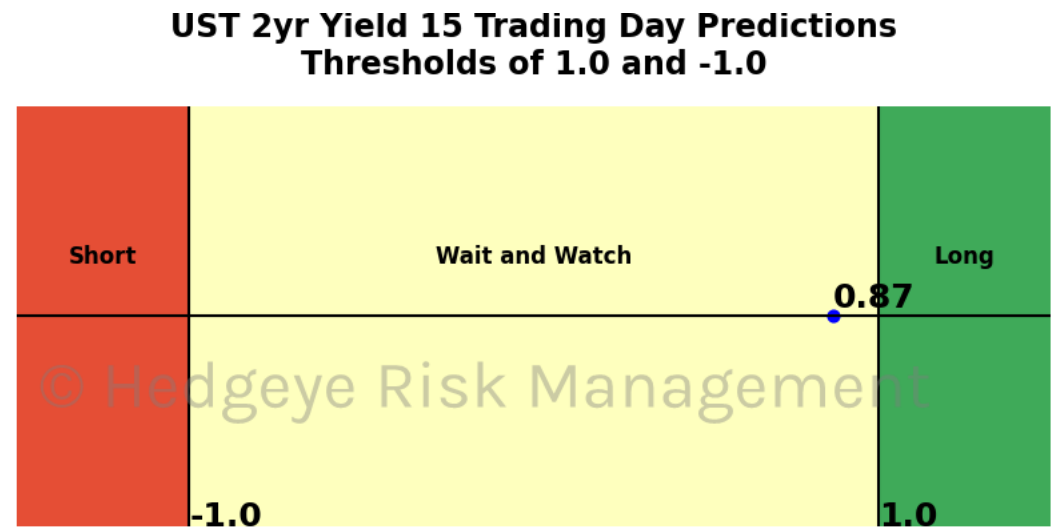 UST 2yr Yield 15 Trading Day Predictions
Thresholds of 1.0 and -1.0
Short
Wait and Watch
Long
0.87
© Hedgeye Risk Management
-1.0
1.0